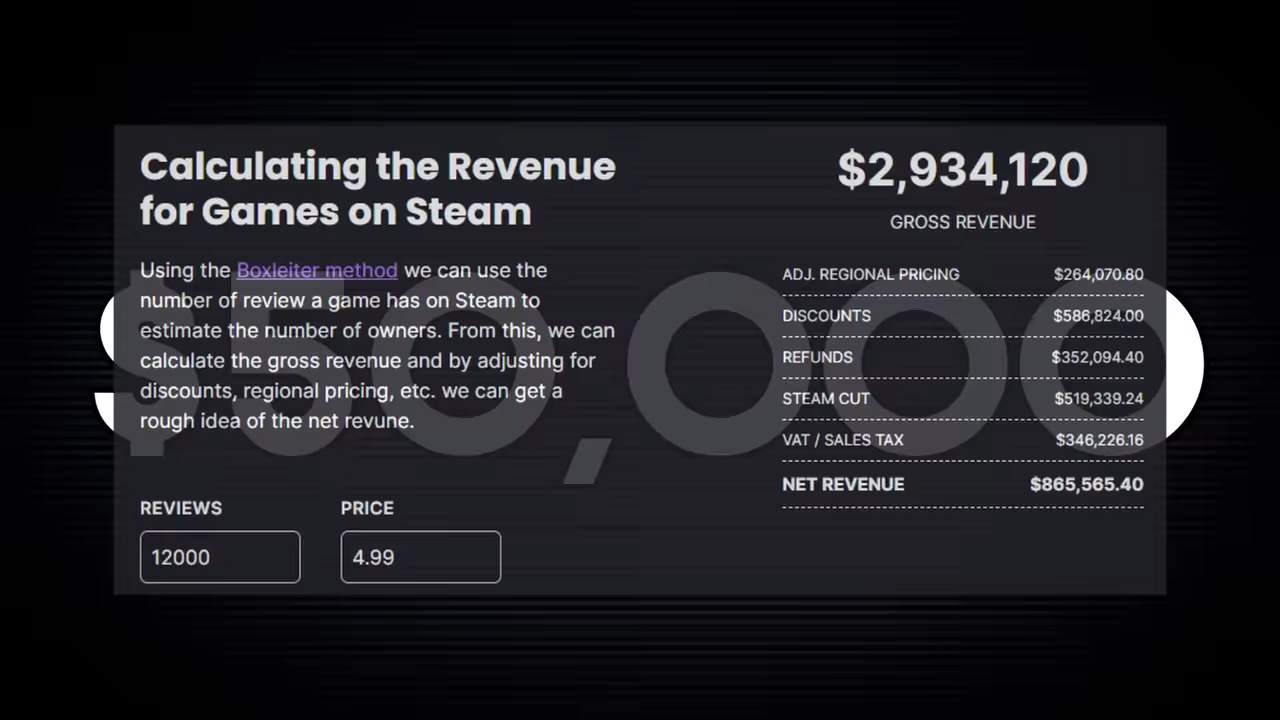 Calculating the Revenue
for Games on Steam
Using the Boxleiter method we can use the
number of review a game has on Steam to
estimate the number of owners. From this, we can
calculate the gross revenue and by adjusting for
discounts, regional pricing, etc. we can get a
rough idea of the net revune.
REVIEWS PRICE
12000 4.99
$2,934,120
GROSS REVENUE
ADJ. REGIONAL PRICING $264,070.80
DISCOUNTS $586,824.00
REFUNDS $352,094.40
STEAM CUT $519,339.24
VAT / SALES TAX $346,226.16
NET REVENUE $865,565.40
$50,000